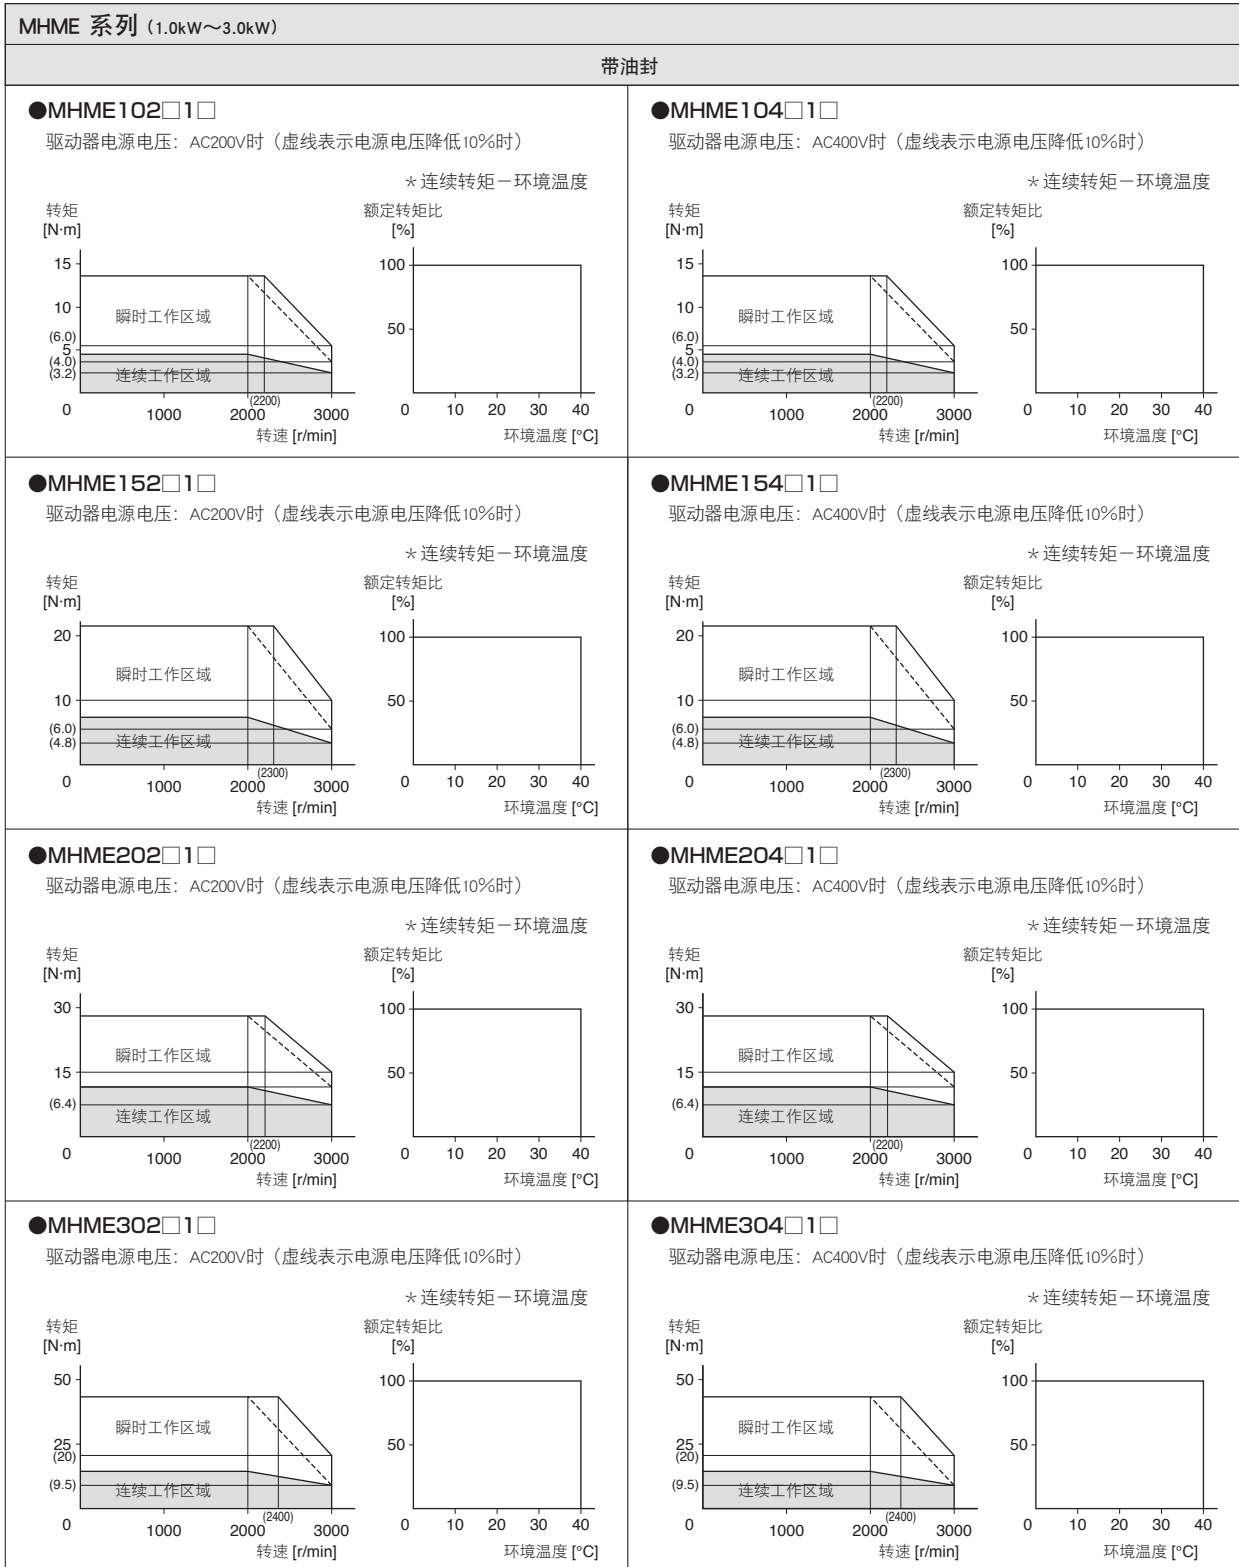 MHME 系列（1.0kW～3.0kW）
带油封
●MHME102□1□
驱动器电源电压：AC200V时（虚线表示电源电压降低10%时）
＊连续转矩－环境温度
转矩
[N·m]
15
10
(6.0)
5
(4.0)
(3.2)
0
瞬时工作区域
连续工作区域
1000
2000
(2200)
3000
转速 [r/min]
额定转矩比
[%]
100
50
0
10
20
30
40
环境温度 [°C]
●MHME104□1□
驱动器电源电压：AC400V时（虚线表示电源电压降低10%时）
＊连续转矩－环境温度
转矩
[N·m]
15
10
(6.0)
5
(4.0)
(3.2)
0
瞬时工作区域
连续工作区域
1000
2000
(2200)
3000
转速 [r/min]
额定转矩比
[%]
100
50
0
10
20
30
40
环境温度 [°C]
●MHME152□1□
驱动器电源电压：AC200V时（虚线表示电源电压降低10%时）
＊连续转矩－环境温度
转矩
[N·m]
20
10
(6.0)
(4.8)
0
瞬时工作区域
连续工作区域
1000
2000
(2300)
3000
转速 [r/min]
额定转矩比
[%]
100
50
0
10
20
30
40
环境温度 [°C]
●MHME154□1□
驱动器电源电压：AC400V时（虚线表示电源电压降低10%时）
＊连续转矩－环境温度
转矩
[N·m]
20
10
(6.0)
(4.8)
0
瞬时工作区域
连续工作区域
1000
2000
(2300)
3000
转速 [r/min]
额定转矩比
[%]
100
50
0
10
20
30
40
环境温度 [°C]
●MHME202□1□
驱动器电源电压：AC200V时（虚线表示电源电压降低10%时）
＊连续转矩－环境温度
转矩
[N·m]
30
15
(6.4)
0
瞬时工作区域
连续工作区域
1000
2000
(2200)
3000
转速 [r/min]
额定转矩比
[%]
100
50
0
10
20
30
40
环境温度 [°C]
●MHME204□1□
驱动器电源电压：AC400V时（虚线表示电源电压降低10%时）
＊连续转矩－环境温度
转矩
[N·m]
30
15
(6.4)
0
瞬时工作区域
连续工作区域
1000
2000
(2200)
3000
转速 [r/min]
额定转矩比
[%]
100
50
0
10
20
30
40
环境温度 [°C]
●MHME302□1□
驱动器电源电压：AC200V时（虚线表示电源电压降低10%时）
＊连续转矩－环境温度
转矩
[N·m]
50
25
(20)
(9.5)
0
瞬时工作区域
连续工作区域
1000
2000
(2400)
3000
转速 [r/min]
额定转矩比
[%]
100
50
0
10
20
30
40
环境温度 [°C]
●MHME304□1□
驱动器电源电压：AC400V时（虚线表示电源电压降低10%时）
＊连续转矩－环境温度
转矩
[N·m]
50
25
(20)
(9.5)
0
瞬时工作区域
连续工作区域
1000
2000
(2400)
3000
转速 [r/min]
额定转矩比
[%]
100
50
0
10
20
30
40
环境温度 [°C]